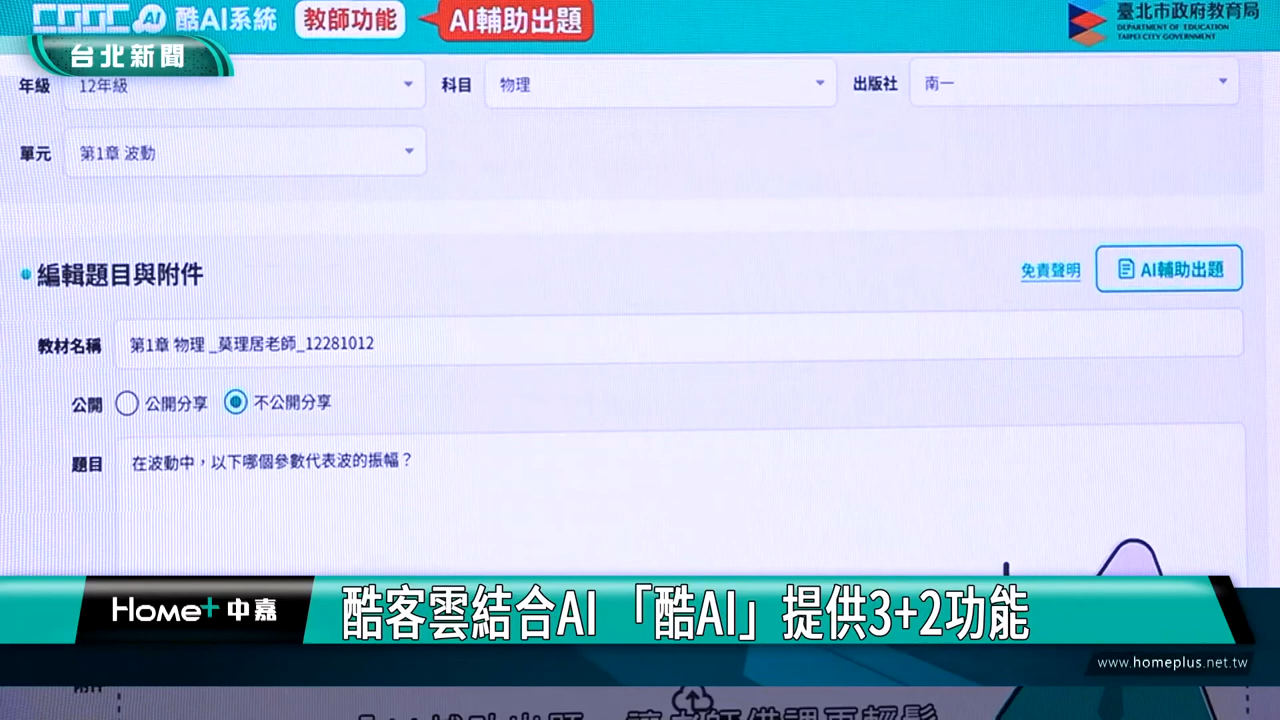 COOC AI 酷AI系統 教師功能 AI輔助出題
臺北市政府教育局
DEPARTMENT OF EDUCATION
TAIPEI CITY GOVERNMENT
台北新聞
年級 12年級 科目 物理 出版社 南一
單元 第1章 波動
編輯題目與附件 免責聲明 AI輔助出題
教材名稱 第1章 物理 _莫理居老師_12281012
公開 公開分享 不公開分享
題目 在波動中，以下哪個參數代表波的振幅？
Home+ 中嘉 酷客雲結合AI「酷AI」提供3+2功能
www.homeplus.net.tw
附件